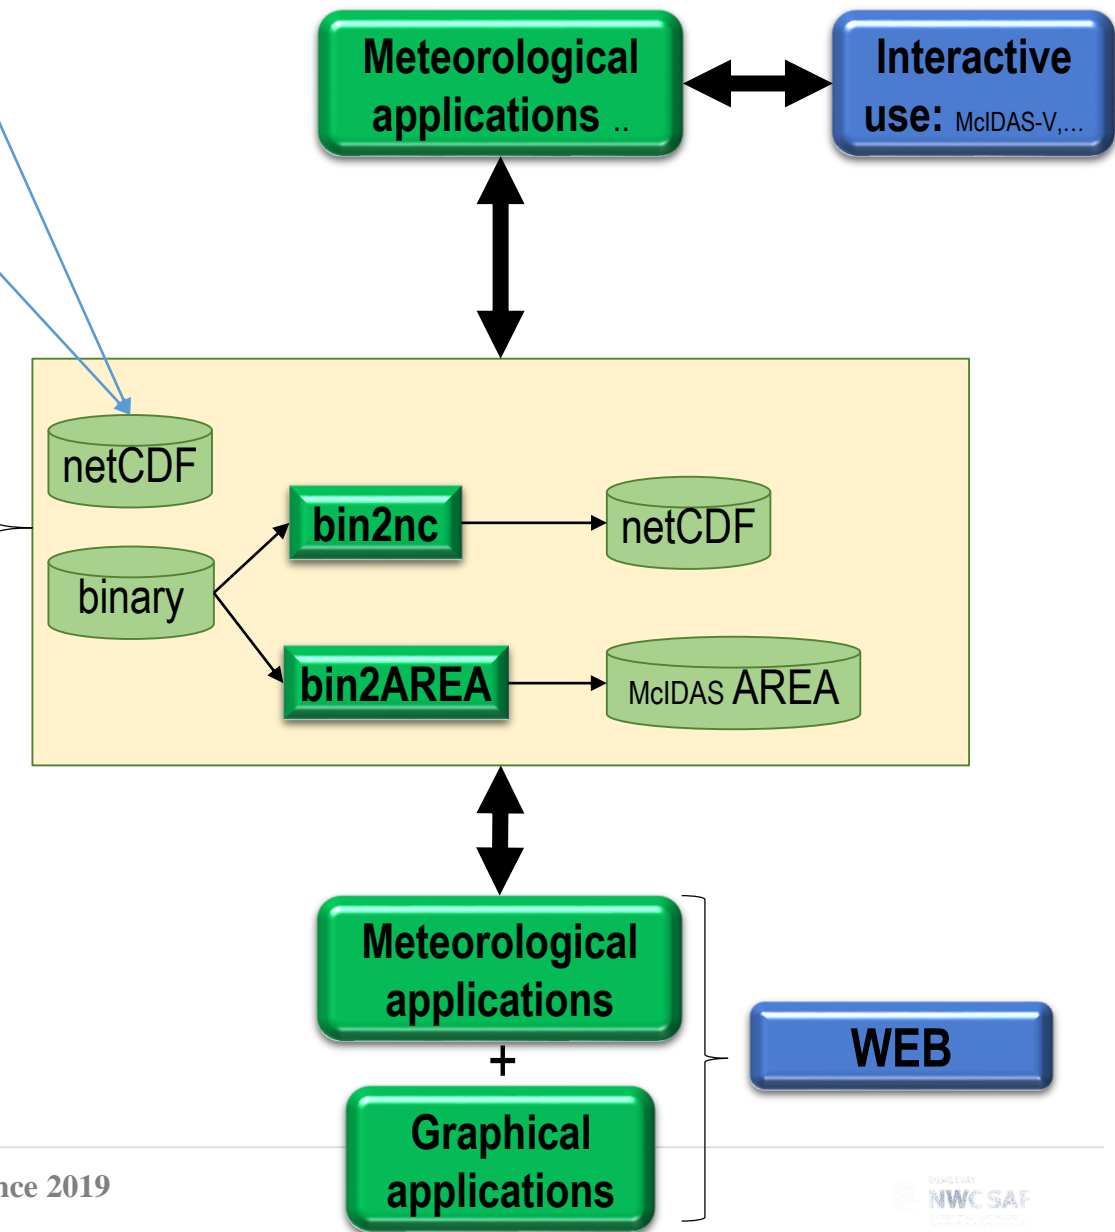 Meteorological
applications ..
Interactive
use: McIDAS-V,...
netCDF
binary
bin2nc
netCDF
bin2AREA
McIDAS AREA
Meteorological
applications
+
Graphical
applications
WEB
nce 2019
NWC SAF